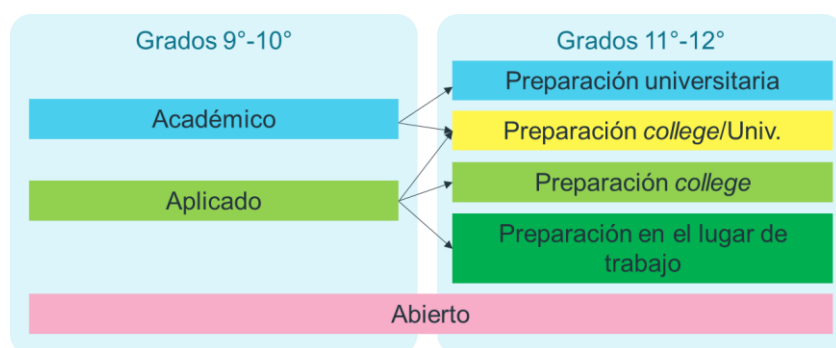 Grados 9°-10°
Grados 11°-12°
Académico
Aplicado
Preparación universitaria
Preparación college/Univ.
Preparación college
Preparación en el lugar de
trabajo
Abierto